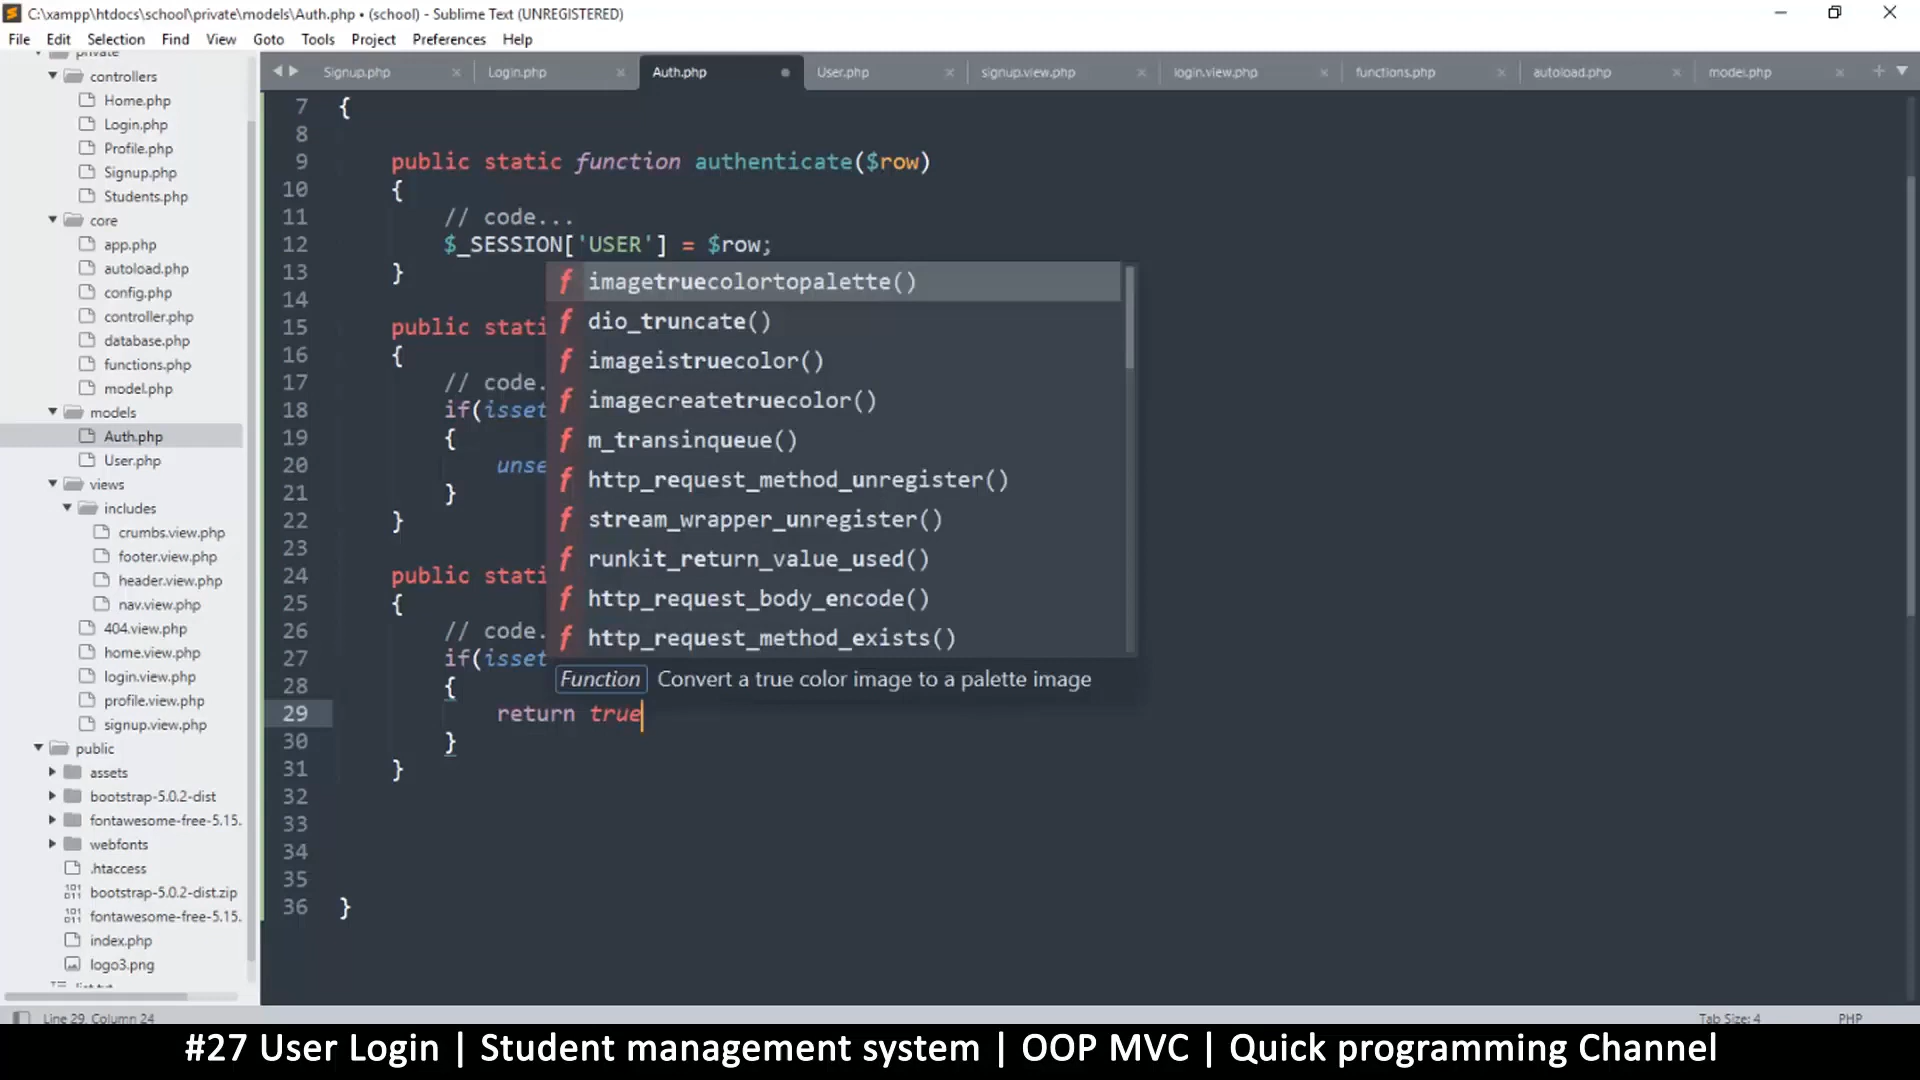 C:\xampp\htdocs\school\private\models\Auth.php • (school) - Sublime Text (UNREGISTERED)
File Edit Selection Find View Goto Tools Project Preferences Help
private
controllers
Home.php
Login.php
Profile.php
Signup.php
Students.php
core
app.php
autoload.php
config.php
controller.php
database.php
functions.php
model.php
models
Auth.php
User.php
views
includes
crumbs.view.php
footer.view.php
header.view.php
nav.view.php
404.view.php
home.view.php
login.view.php
profile.view.php
signup.view.php
public
assets
bootstrap-5.0.2-dist
fontawesome-free-5.15.
webfonts
.htaccess
bootstrap-5.0.2-dist.zip
fontawesome-free-5.15.
index.php
logo3.png
Signup.php Login.php Auth.php User.php signup.view.php login.view.php functions.php autoload.php model.php
7 {
8
9 public static function authenticate($row)
10 {
11 // code...
12 $_SESSION['USER'] = $row;
13 }
14
15 public stati
16 {
17 // code.
18 if(isset
19 {
20 unse
21 }
22 }
23
24 public stati
25 {
26 // code.
27 if(isset
28 {
29 return true
30 }
31 }
32
33
34
35
36 }
f imagetruecolortopalette()
f dio_truncate()
f imageistruecolor()
f imagecreatetruecolor()
f m_transinqueue()
f http_request_method_unregister()
f stream_wrapper_unregister()
f runkit_return_value_used()
f http_request_body_encode()
f http_request_method_exists()
Function Convert a true color image to a palette image
Line 29, Column 24 Tab Size: 4 PHP
#27 User Login | Student management system | OOP MVC | Quick programming Channel